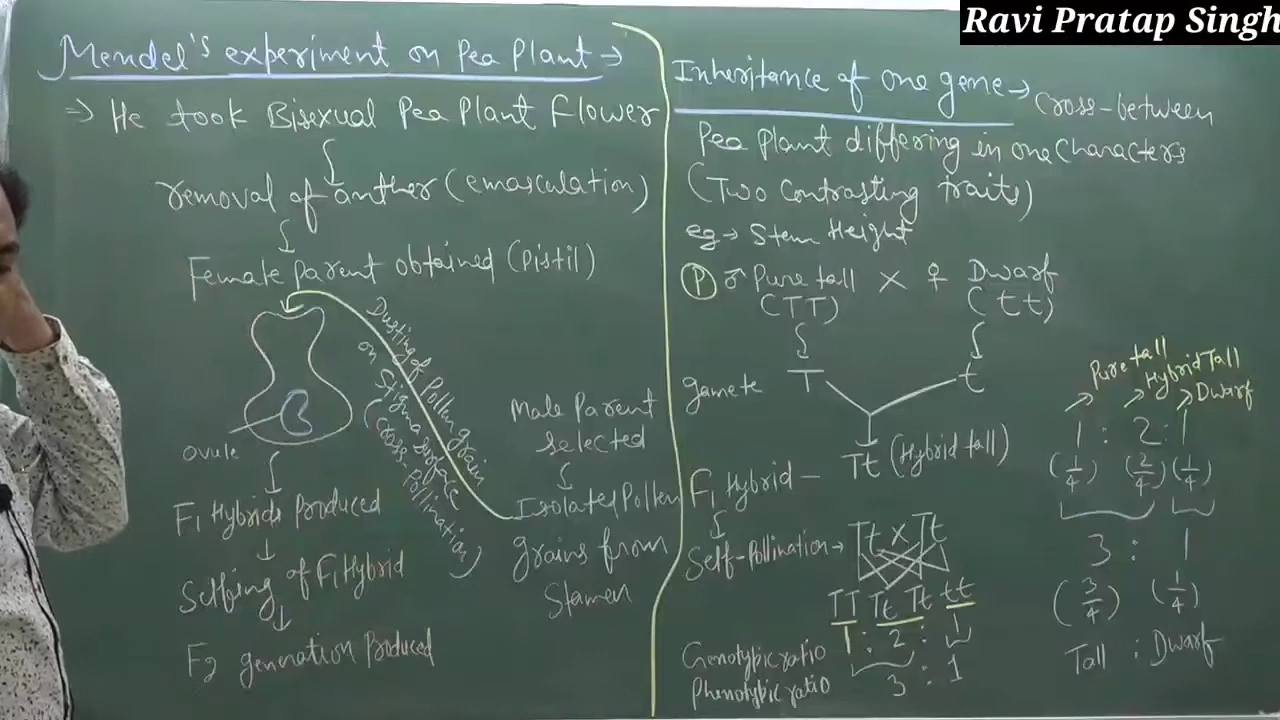 Ravi Pratap Singh
Mendel's experiment on Pea Plant →
⇒ He took Bisexual Pea Plant Flower
removal of anther (emasculation)
Female parent obtained (Pistil)
Dusting of Pollen grain
on Stigma surface
(Cross-Pollination)
ovule
Male Parent
selected
Isolated Pollen
grains from
Stamen
F1 Hybrids Produced
↓
Selfing of F1 Hybrid
↓
F2 generation Produced
Inheritance of one gene → Cross-between
Pea Plant differing in one Characters
(Two Contrasting traits)
eg → Stem Height
(P) ♂ Pure tall × ♀ Dwarf
(TT) (tt)
gamete T t
F1 Hybrid — Tt (Hybrid tall)
Self-Pollination → Tt × Tt
TT Tt Tt tt
Genotypic ratio 1 : 2 : 1
Phenotypic ratio 3 : 1
Pure tall
Hybrid Tall
Dwarf
1 : 2 : 1
(1/4) (2/4) (1/4)
3 : 1
(3/4) (1/4)
Tall : Dwarf